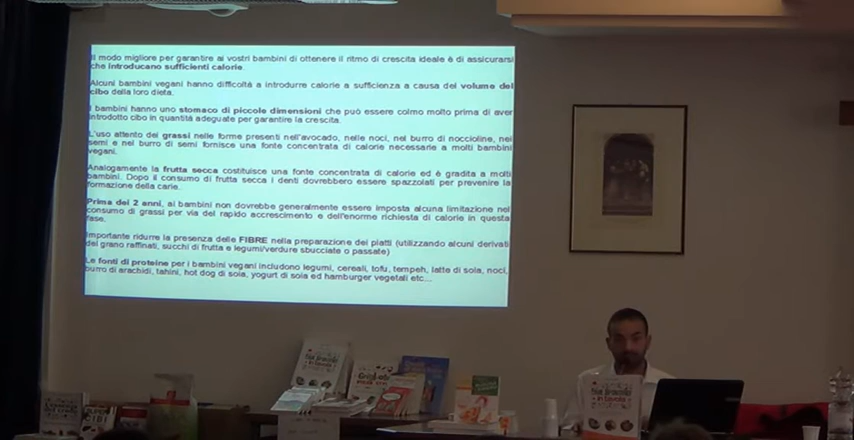 Il modo migliore per garantire ai vostri bambini di ottenere il ritmo di crescita ideale è di assicurarsi
che introducano sufficienti calorie.
Alcuni bambini vegani hanno difficoltà a introdurre calorie a sufficienza a causa del volume del
cibo della loro dieta.
I bambini hanno uno stomaco di piccole dimensioni che può essere colmo molto prima di aver
introdotto cibo in quantità adeguate per garantire la crescita.
L'uso attento dei grassi nelle forme presenti nell'avocado, nelle noci, nel burro di noccioline, nei
semi e nel burro di semi fornisce una fonte concentrata di calorie necessarie a molti bambini
vegani.
Analogamente la frutta secca costituisce una fonte concentrata di calorie ed è gradita a molti
bambini. Dopo il consumo di frutta secca i denti dovrebbero essere spazzolati per prevenire la
formazione della carie.
Prima dei 2 anni, ai bambini non dovrebbe generalmente essere imposta alcuna limitazione nel
consumo di grassi per via del rapido accrescimento e dell'enorme richiesta di calorie in questa
fase.
Importante ridurre la presenza delle FIBRE nella preparazione dei piatti (utilizzando alcuni derivati
del grano raffinati, succhi di frutta e legumi/verdure sbucciate o passate)
Le fonti di proteine per i bambini vegani includono legumi, cereali, tofu, tempeh, latte di soia, noci,
burro di arachidi, tahini, hot dog di soia, yogurt di soia ed hamburger vegetali etc...
in tavola
in tavola